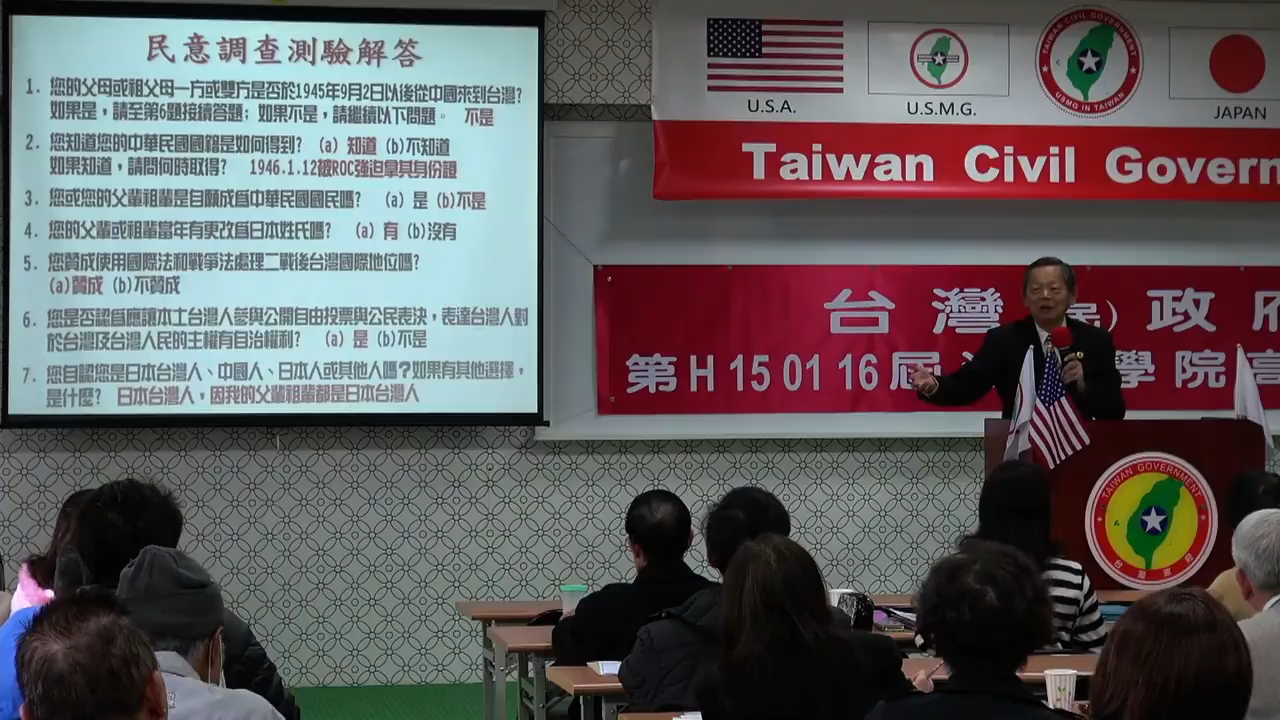 民意調查測驗解答
1. 您的父母或祖父母一方或雙方是否於1945年9月2日以後從中國來到台灣?
如果是,請至第6題接續答題; 如果不是,請繼續以下問題。 不是
2. 您知道您的中華民國國籍是如何得到? (a) 知道 (b)不知道
如果知道,請問何時取得? 1946.1.12被ROC強迫拿其身份證
3. 您或您的父輩祖輩是自願成為中華民國國民嗎? (a) 是 (b)不是
4. 您的父輩或祖輩當年有更改為日本姓氏嗎? (a) 有 (b)沒有
5. 您贊成使用國際法和戰爭法處理二戰後台灣國際地位嗎?
(a)贊成 (b)不贊成
6. 您是否認為應讓本土台灣人參與公開自由投票與公民表決,表達台灣人對
於台灣及台灣人民的主權有自治權利? (a) 是 (b)不是
7. 您自認您是日本台灣人、中國人、日本人或其他人嗎?如果有其他選擇,
是什麼? 日本台灣人,因我的父輩祖輩都是日本台灣人
U.S.A.
U.S.M.G.
TAIWAN CIVIL GOVERNMENT
USMG IN TAIWAN
JAPAN
Taiwan Civil Govern
台灣 民) 政府
第H 15 01 16屆 學院高
TAIWAN GOVERNMENT
台灣政府